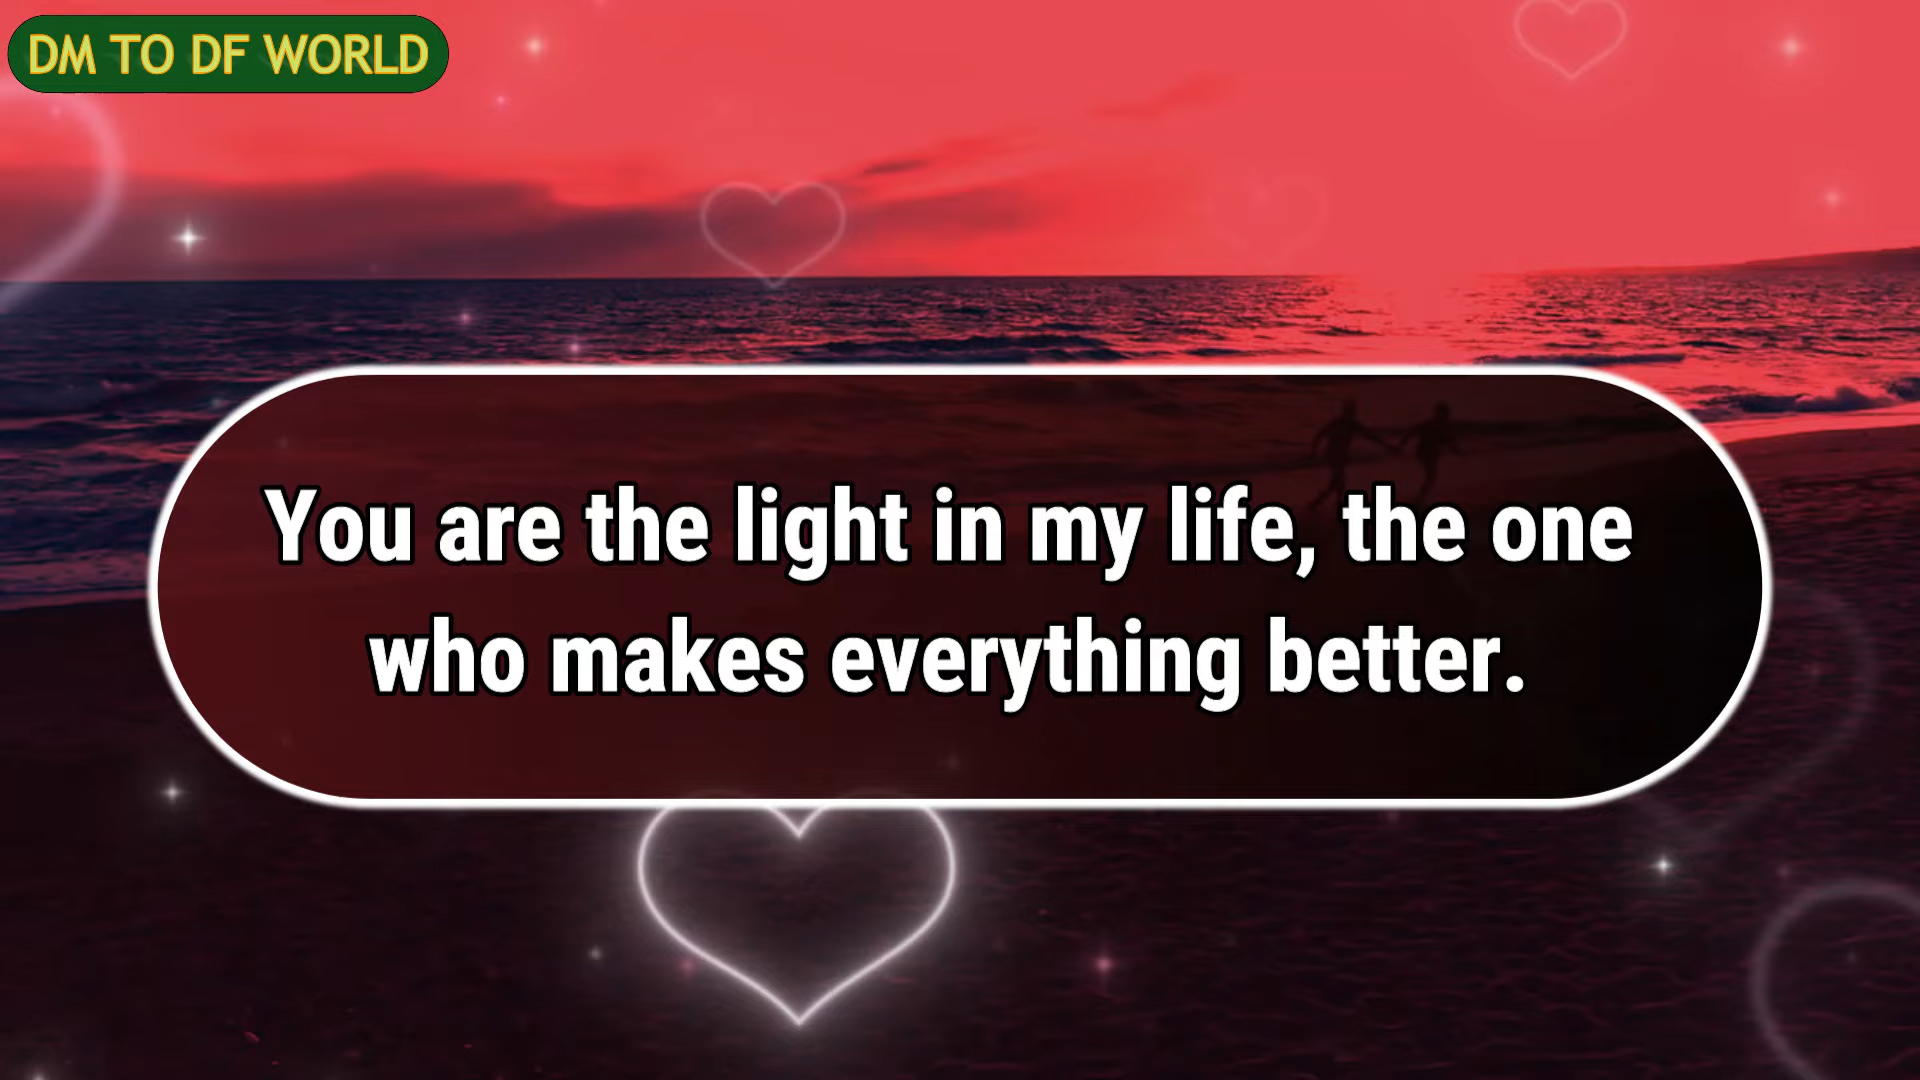 DM TO DF WORLD
You are the light in my life, the one
who makes everything better.